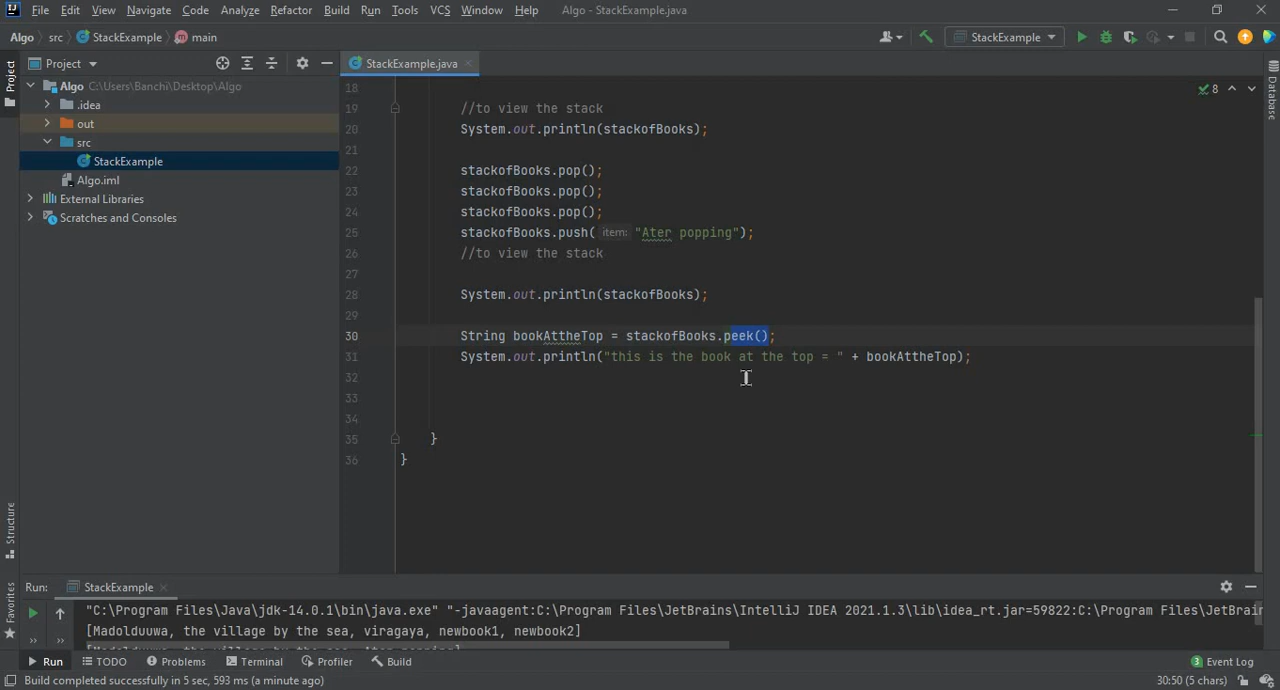 File Edit View Navigate Code Analyze Refactor Build Run Tools VCS Window Help Algo - StackExample.java
Algo src StackExample main StackExample
Project StackExample.java
Project
Database
Algo C:\Users\Banchi\Desktop\Algo
.idea
out
src
StackExample
Algo.iml
External Libraries
Scratches and Consoles
8
18
19 //to view the stack
20 System.out.println(stackofBooks);
21
22 stackofBooks.pop();
23 stackofBooks.pop();
24 stackofBooks.pop();
25 stackofBooks.push( item: "Ater popping");
26 //to view the stack
27
28 System.out.println(stackofBooks);
29
30 String bookAttheTop = stackofBooks.peek();
31 System.out.println("this is the book at the top = " + bookAttheTop);
32
33
34
35 }
36 }
Structure
Favorites
Run: StackExample
"C:\Program Files\Java\jdk-14.0.1\bin\java.exe" "-javaagent:C:\Program Files\JetBrains\IntelliJ IDEA 2021.1.3\lib\idea_rt.jar=59822:C:\Program Files\JetBrain
[Madolduuwa, the village by the sea, viragaya, newbook1, newbook2]
Run TODO Problems Terminal Profiler Build 3 Event Log
Build completed successfully in 5 sec, 593 ms (a minute ago) 30:50 (5 chars)